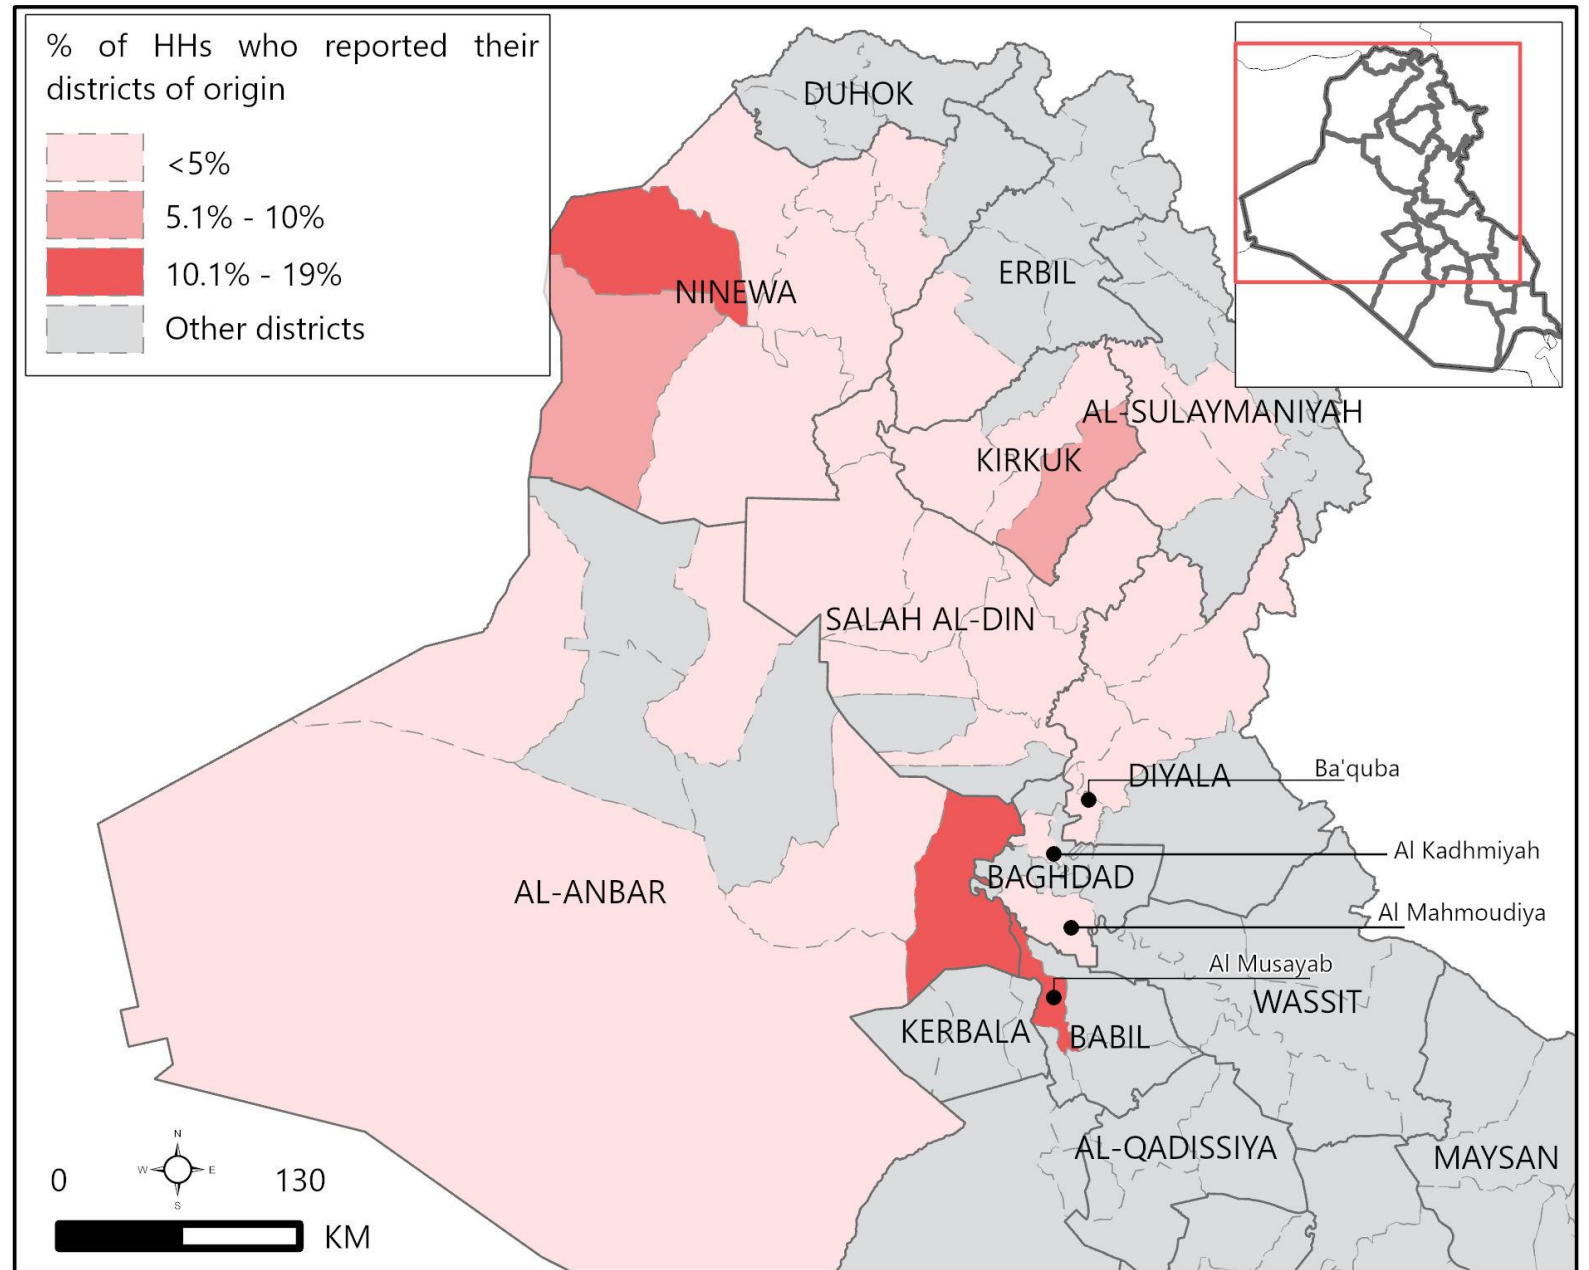 % of HHs who reported their
districts of origin
<5%
5.1% - 10%
10.1% - 19%
Other districts
DUHOK
NINEWA
ERBIL
AL-SULAYMANIYAH
KIRKUK
SALAH AL-DIN
DIYALA
Ba'quba
Al Kadhmiyah
BAGHDAD
AL-ANBAR
Al Mahmoudiya
Al Musayab
WASSIT
KERBALA
BABIL
AL-QADISSIYA
MAYSAN
N
W E
S
0 130
KM